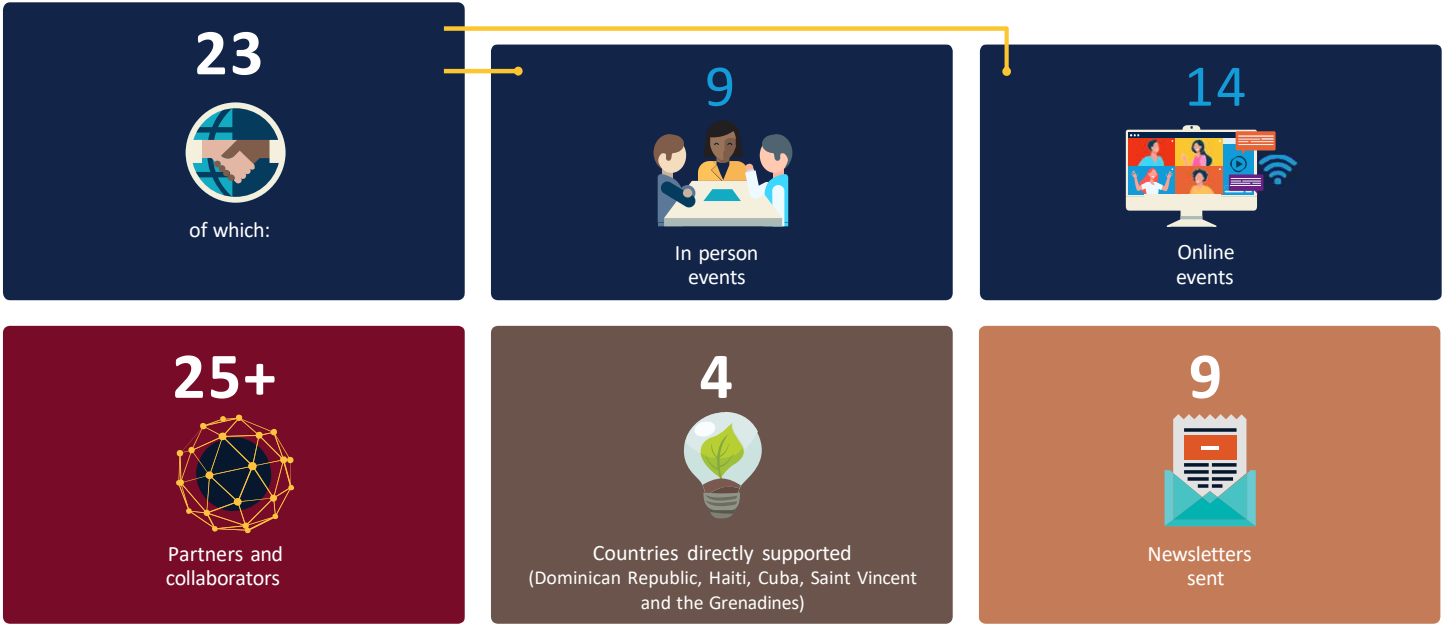 23
of which:
9
In person
events
14
Online
events
25+
Partners and
collaborators
4
Countries directly supported
(Dominican Republic, Haiti, Cuba, Saint Vincent
and the Grenadines)
9
Newsletters
sent